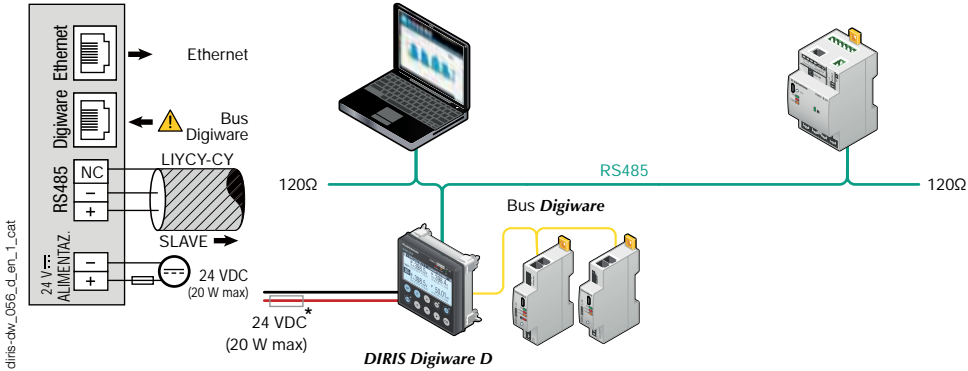 Ethernet
Ethernet
Digiware
Bus
Digiware
RS485
NC
–
+
LIYCY-CY
SLAVE
24 V
ALIMENTAZ.
–
+
24 VDC
(20 W max)
diris-dw_056_d_en_1_cat
120Ω
RS485
120Ω
Bus Digiware
24 VDC*
(20 W max)
DIRIS Digiware D